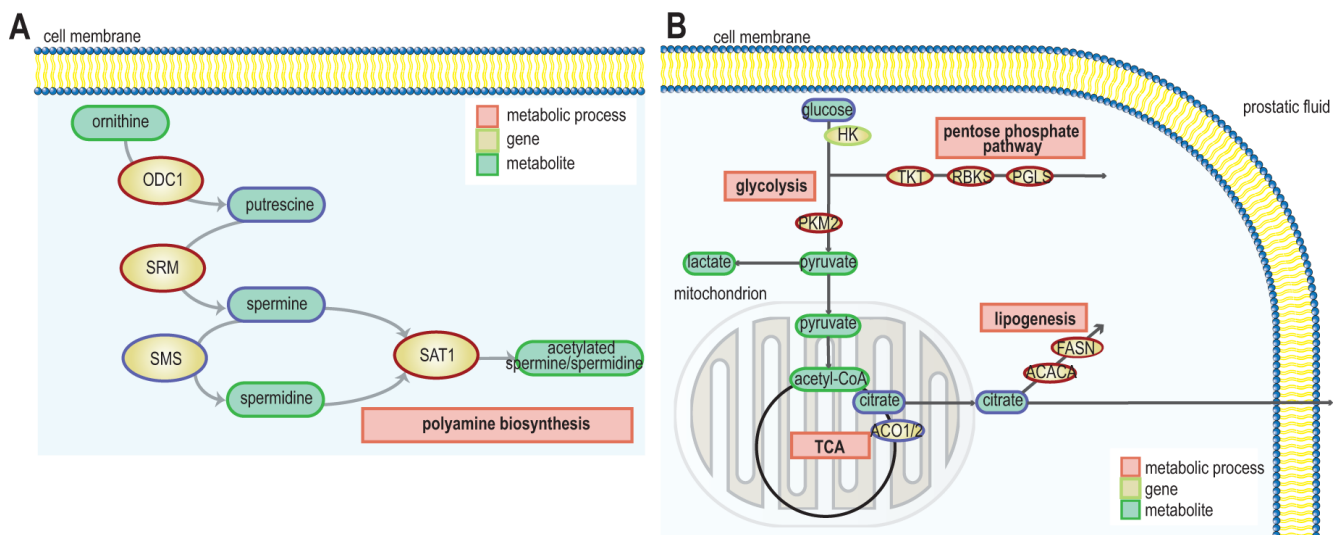 A
cell membrane
metabolic process
gene
metabolite
ornithine
ODC1
putrescine
SRM
spermine
SMS
SAT1
acetylated
spermine/spermidine
spermidine
polyamine biosynthesis
B
cell membrane
prostatic fluid
glucose
HK
pentose phosphate
pathway
glycolysis
TKT
RBKS
PGLS
PKM2
lactate
pyruvate
mitochondrion
pyruvate
lipogenesis
FASN
ACACA
acetyl-CoA
citrate
citrate
ACO1/2
TCA
metabolic process
gene
metabolite